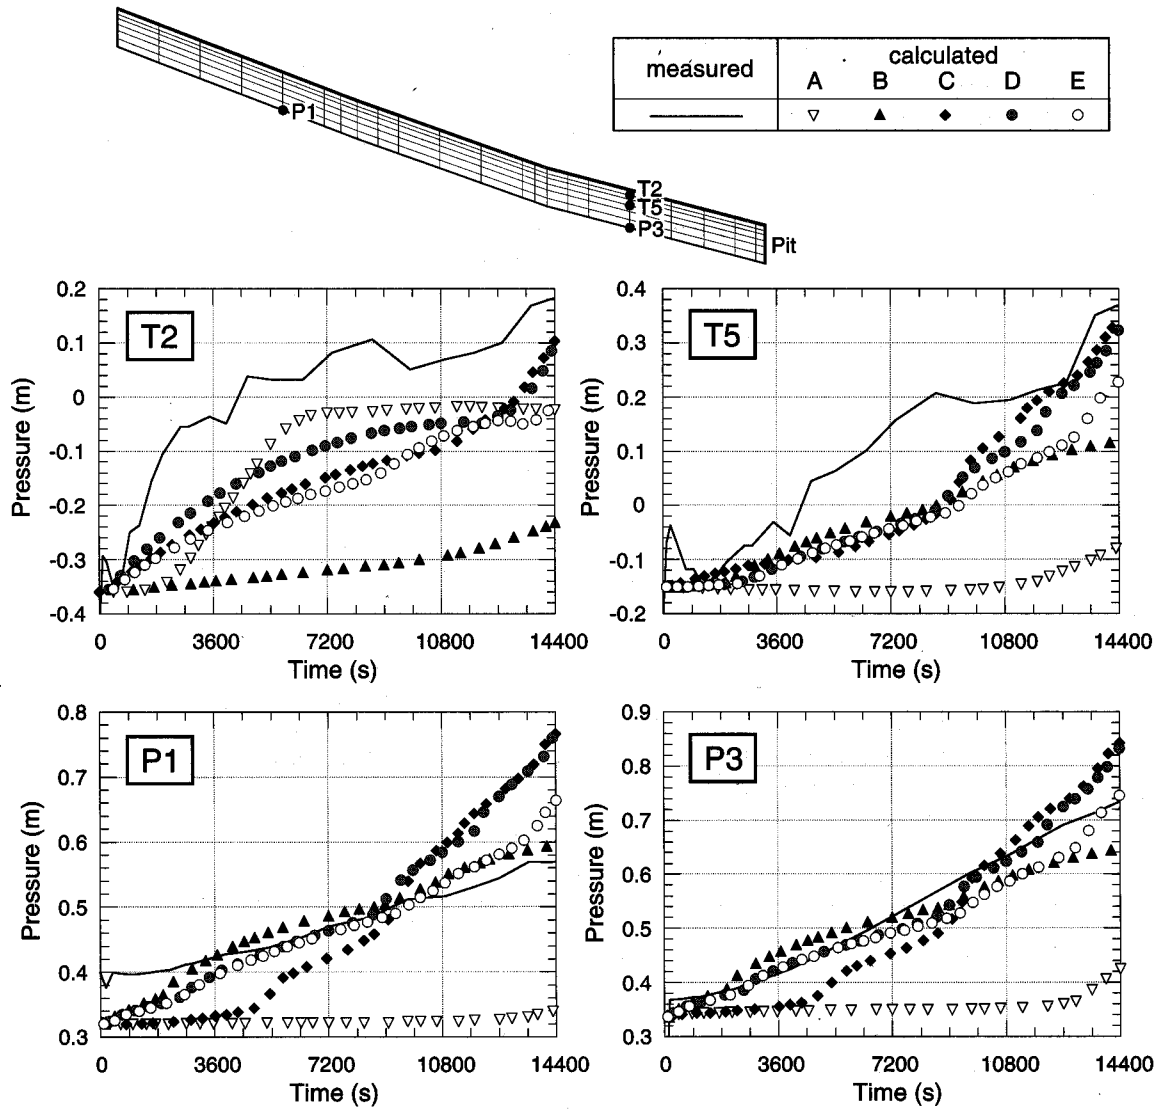 P1
T2
T5
P3
Pit
measured
calculated
A B C D E
T2
Pressure (m)
0.2
0.1
0
-0.1
-0.2
-0.3
-0.4
0 3600 7200 10800 14400
Time (s)
T5
Pressure (m)
0.4
0.3
0.2
0.1
0
-0.1
-0.2
0 3600 7200 10800 14400
Time (s)
P1
Pressure (m)
0.8
0.7
0.6
0.5
0.4
0.3
0 3600 7200 10800 14400
Time (s)
P3
Pressure (m)
0.9
0.8
0.7
0.6
0.5
0.4
0.3
0 3600 7200 10800 14400
Time (s)